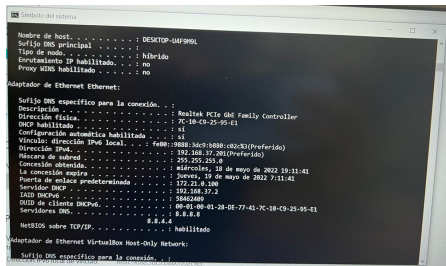 Símbolo del sistema
Nombre de host. . . . . . . . . : DESKTOP-U4F9M9L
Sufijo DNS principal . . . . . :
Tipo de nodo. . . . . . . . . . : híbrido
Enrutamiento IP habilitado. . . : no
Proxy WINS habilitado . . . . . : no
Adaptador de Ethernet Ethernet:
Sufijo DNS específico para la conexión. . :
Descripción . . . . . . . . . . . . . . . : Realtek PCIe GbE Family Controller
Dirección física. . . . . . . . . . . . . : 7C-10-C9-25-95-E1
DHCP habilitado . . . . . . . . . . . . . : sí
Configuración automática habilitada . . . : sí
Vínculo: dirección IPv6 local. . . : fe80::9888:3dc9:b880:c02c%3(Preferido)
Dirección IPv4. . . . . . . . . . . . . . : 192.168.37.201(Preferido)
Máscara de subred . . . . . . . . . . . . : 255.255.255.0
Concesión obtenida. . . . . . . . . . . . : miércoles, 18 de mayo de 2022 19:11:41
La concesión expira . . . . . . . . . . . : jueves, 19 de mayo de 2022 7:11:41
Puerta de enlace predeterminada . . . . . : 172.21.0.100
Servidor DHCP . . . . . . . . . . . . . . : 192.168.37.2
IAID DHCPv6 . . . . . . . . . . . . . . . : 58462409
DUID de cliente DHCPv6. . . . . . . . . . : 00-01-00-01-28-DE-77-41-7C-10-C9-25-95-E1
Servidores DNS. . . . . . . . . . . . . . : 8.8.8.8
8.8.4.4
NetBIOS sobre TCP/IP. . . . . . . . . . . : habilitado
Adaptador de Ethernet VirtualBox Host-Only Network:
Sufijo DNS específico para la conexión. . :